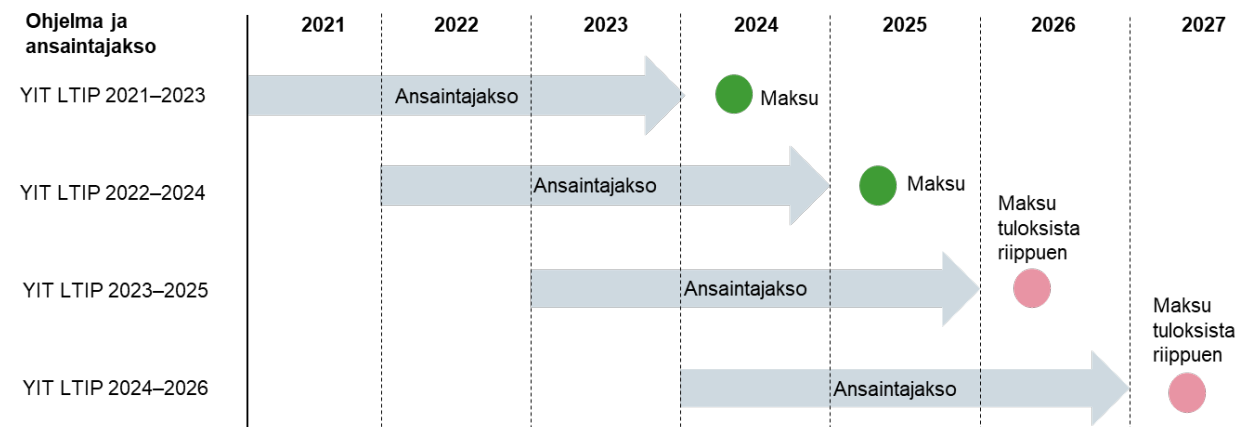 Ohjelma ja
ansaintajakso
2021
2022
2023
2024
2025
2026
2027
YIT LTIP 2021–2023
Ansaintajakso
Maksu
YIT LTIP 2022–2024
Ansaintajakso
Maksu
YIT LTIP 2023–2025
Ansaintajakso
Maksu
tuloksista
riippuen
YIT LTIP 2024–2026
Ansaintajakso
Maksu
tuloksista
riippuen